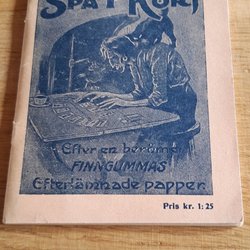 SPÅ I KORT
Efter en berömd
FINNGUMMAS
Efterlämnade papper.
Pris kr. 1:25